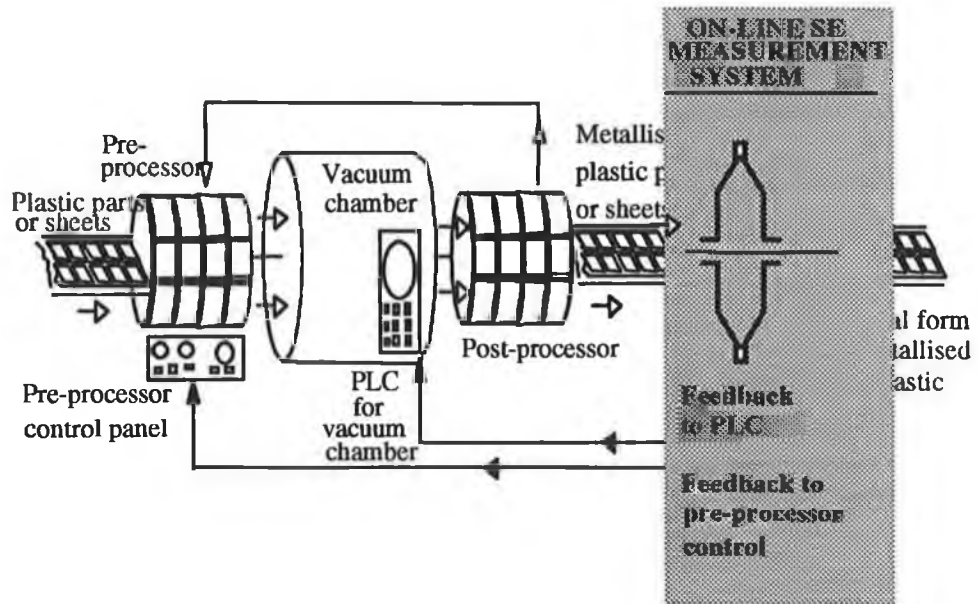 ON-LINE SE
MEASUREMENT
SYSTEM
Pre-
processor
Plastic parts
or sheets
Vacuum
chamber
Metallis
plastic p
or sheets
Post-processor
al form
tallised
astic
Pre-processor
control panel
PLC
for
vacuum
chamber
Feedback
to PLC
Feedback to
pre-processor
control